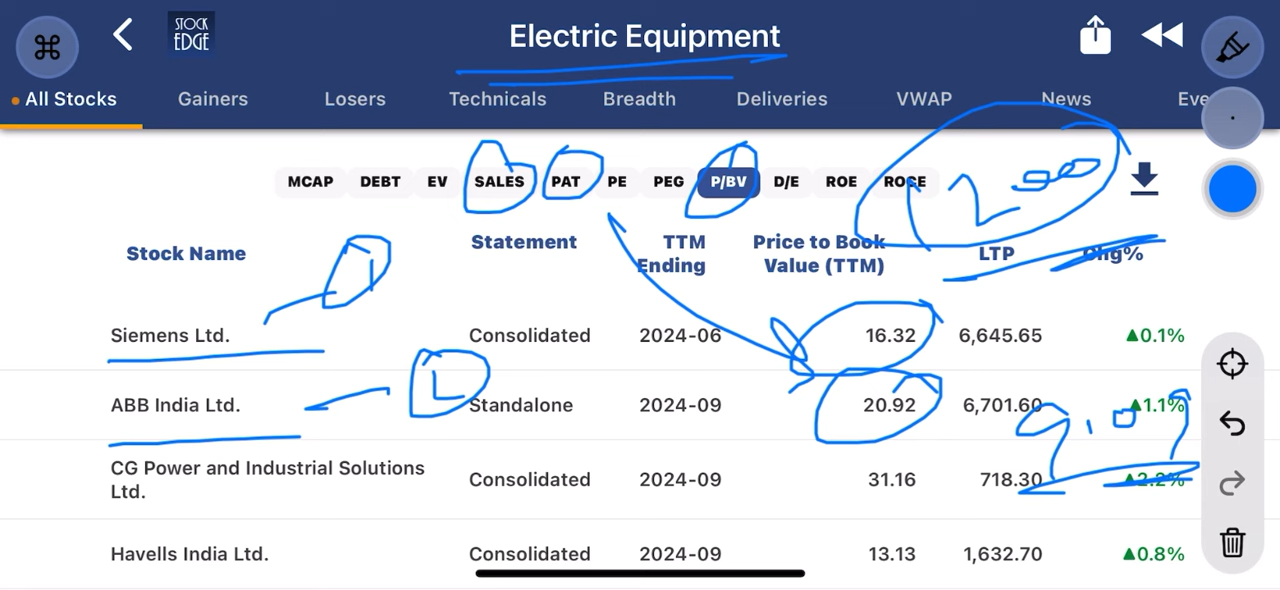 STOCK
EDGE
Electric Equipment
All Stocks Gainers Losers Technicals Breadth Deliveries VWAP News Eve
MCAP DEBT EV SALES PAT PE PEG P/BV D/E ROE ROCE
Stock Name Statement TTM Ending Price to Book Value (TTM) LTP Chg%
Siemens Ltd. Consolidated 2024-06 16.32 6,645.65 ▲0.1%
ABB India Ltd. Standalone 2024-09 20.92 6,701.60 ▲1.1%
CG Power and Industrial Solutions
Ltd. Consolidated 2024-09 31.16 718.30 ▲2.2%
Havells India Ltd. Consolidated 2024-09 13.13 1,632.70 ▲0.8%